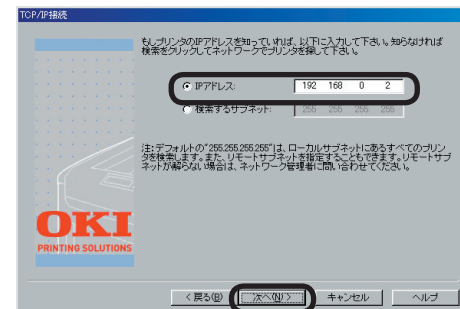 TCP/IP接続
もしプリンタのIPアドレスを知っていれば、以下に入力して下さい。知らなければ
検索をクリックしてネットワークでプリンタを探して下さい。
IPアドレス: 192 168 0 2
検索するサブネット: 255 255 255 255
注:デフォルトの"255.255.255.255"は、ローカルサブネットにあるすべてのプリン
タを検索します。また、リモートサブネットを指定することもできます。リモートサブ
ネットが解らない場合は、ネットワーク管理者に問い合わせてください。
OKI
PRINTING SOLUTIONS
< 戻る(B) 次へ(N) > キャンセル ヘルプ